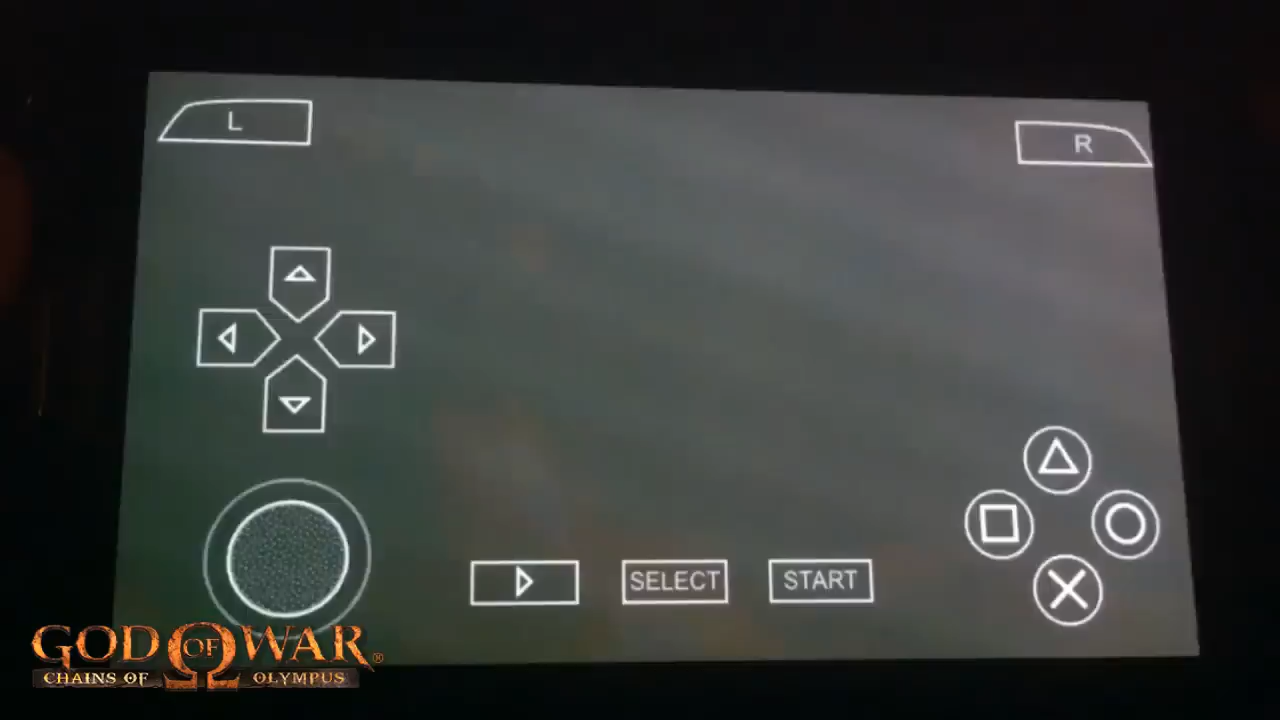 L
R
SELECT
START
GOD OF WAR®
CHAINS OF OLYMPUS